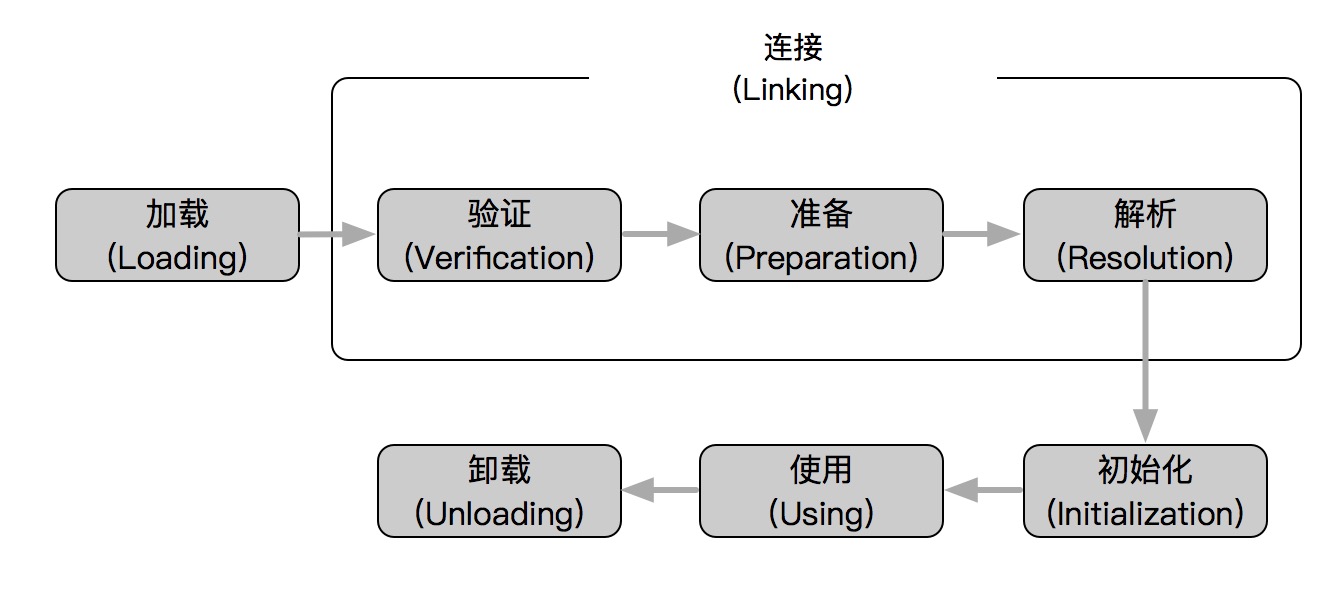 连接
(Linking)
加载
(Loading)
验证
(Verification)
准备
(Preparation)
解析
(Resolution)
初始化
(Initialization)
使用
(Using)
卸载
(Unloading)